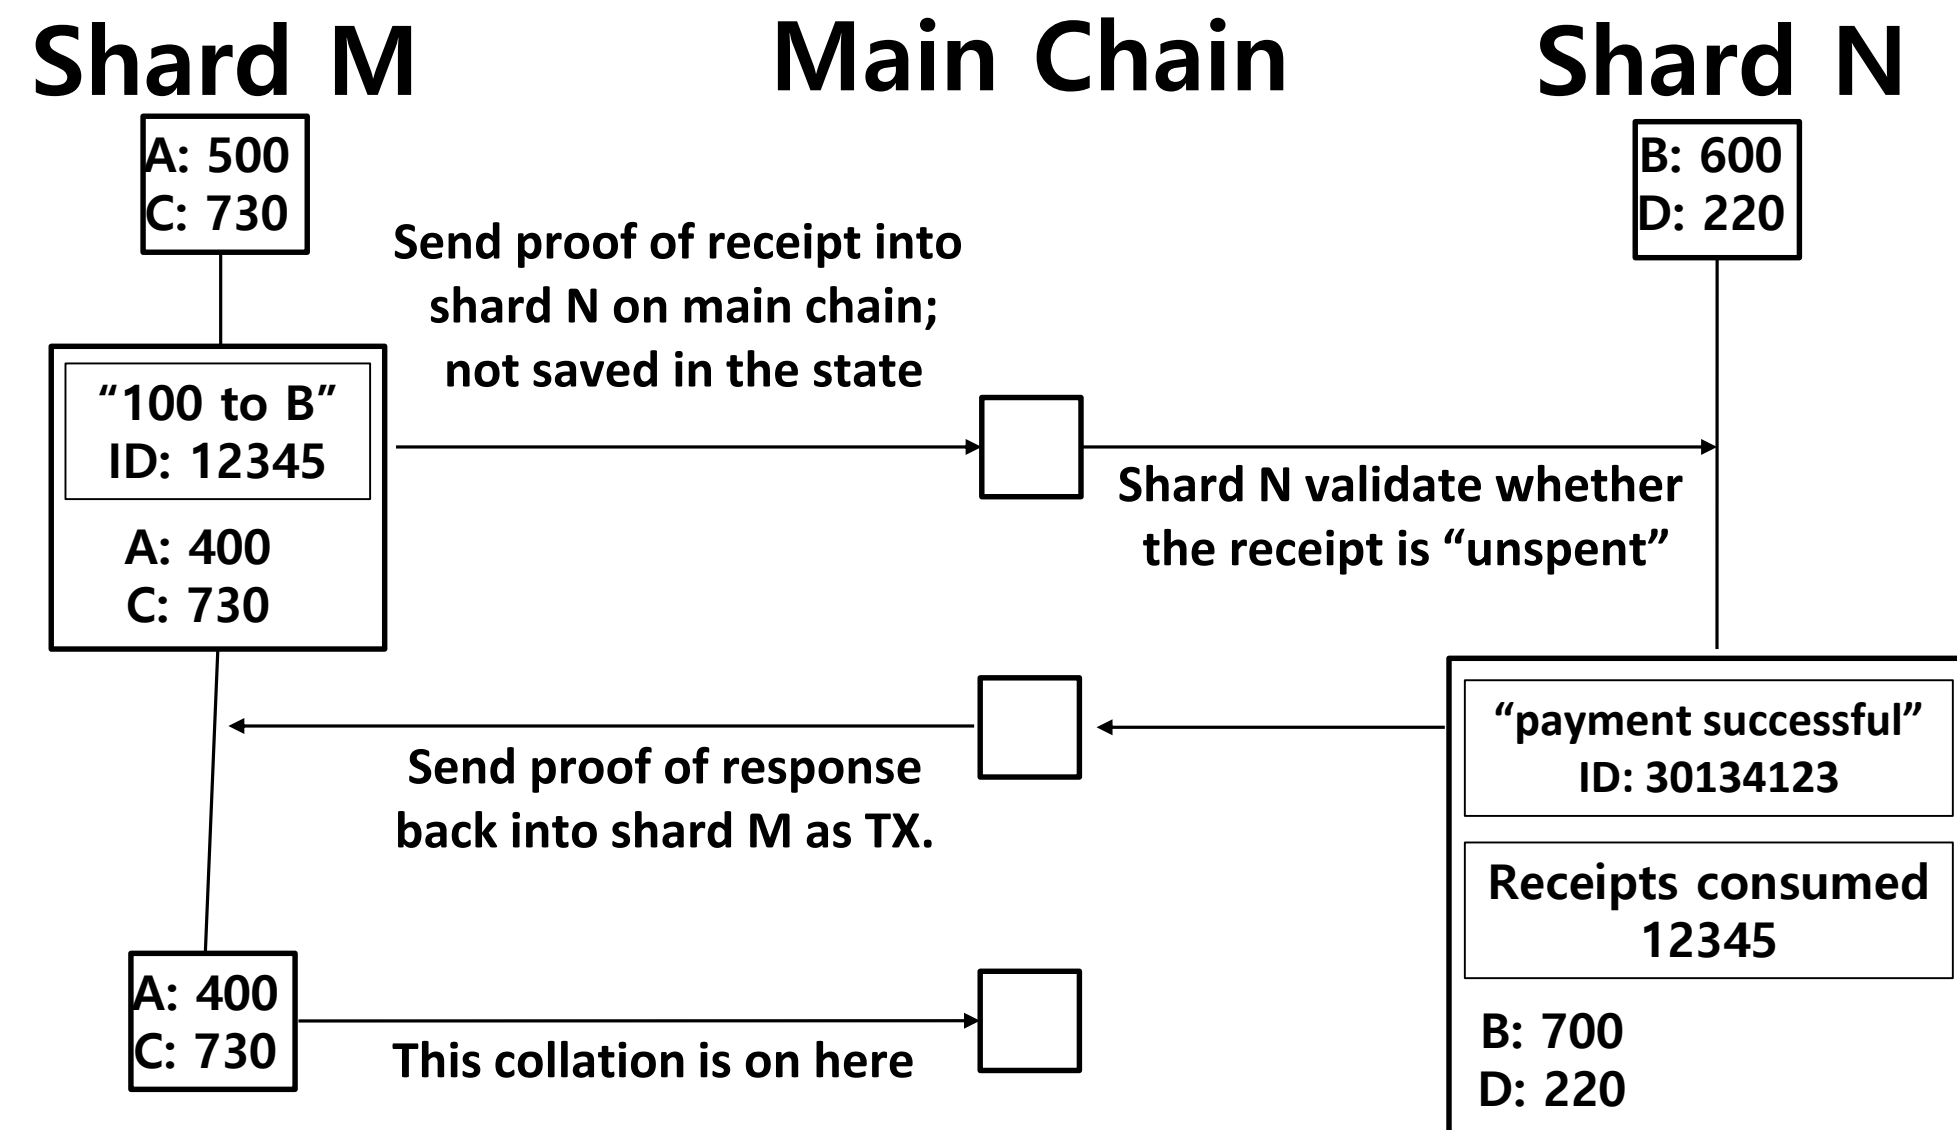 Shard M
Main Chain
Shard N
A: 500
C: 730
B: 600
D: 220
Send proof of receipt into
shard N on main chain;
not saved in the state
“100 to B”
ID: 12345
A: 400
C: 730
Shard N validate whether
the receipt is “unspent”
Send proof of response
back into shard M as TX.
“payment successful”
ID: 30134123
Receipts consumed
12345
B: 700
D: 220
A: 400
C: 730
This collation is on here